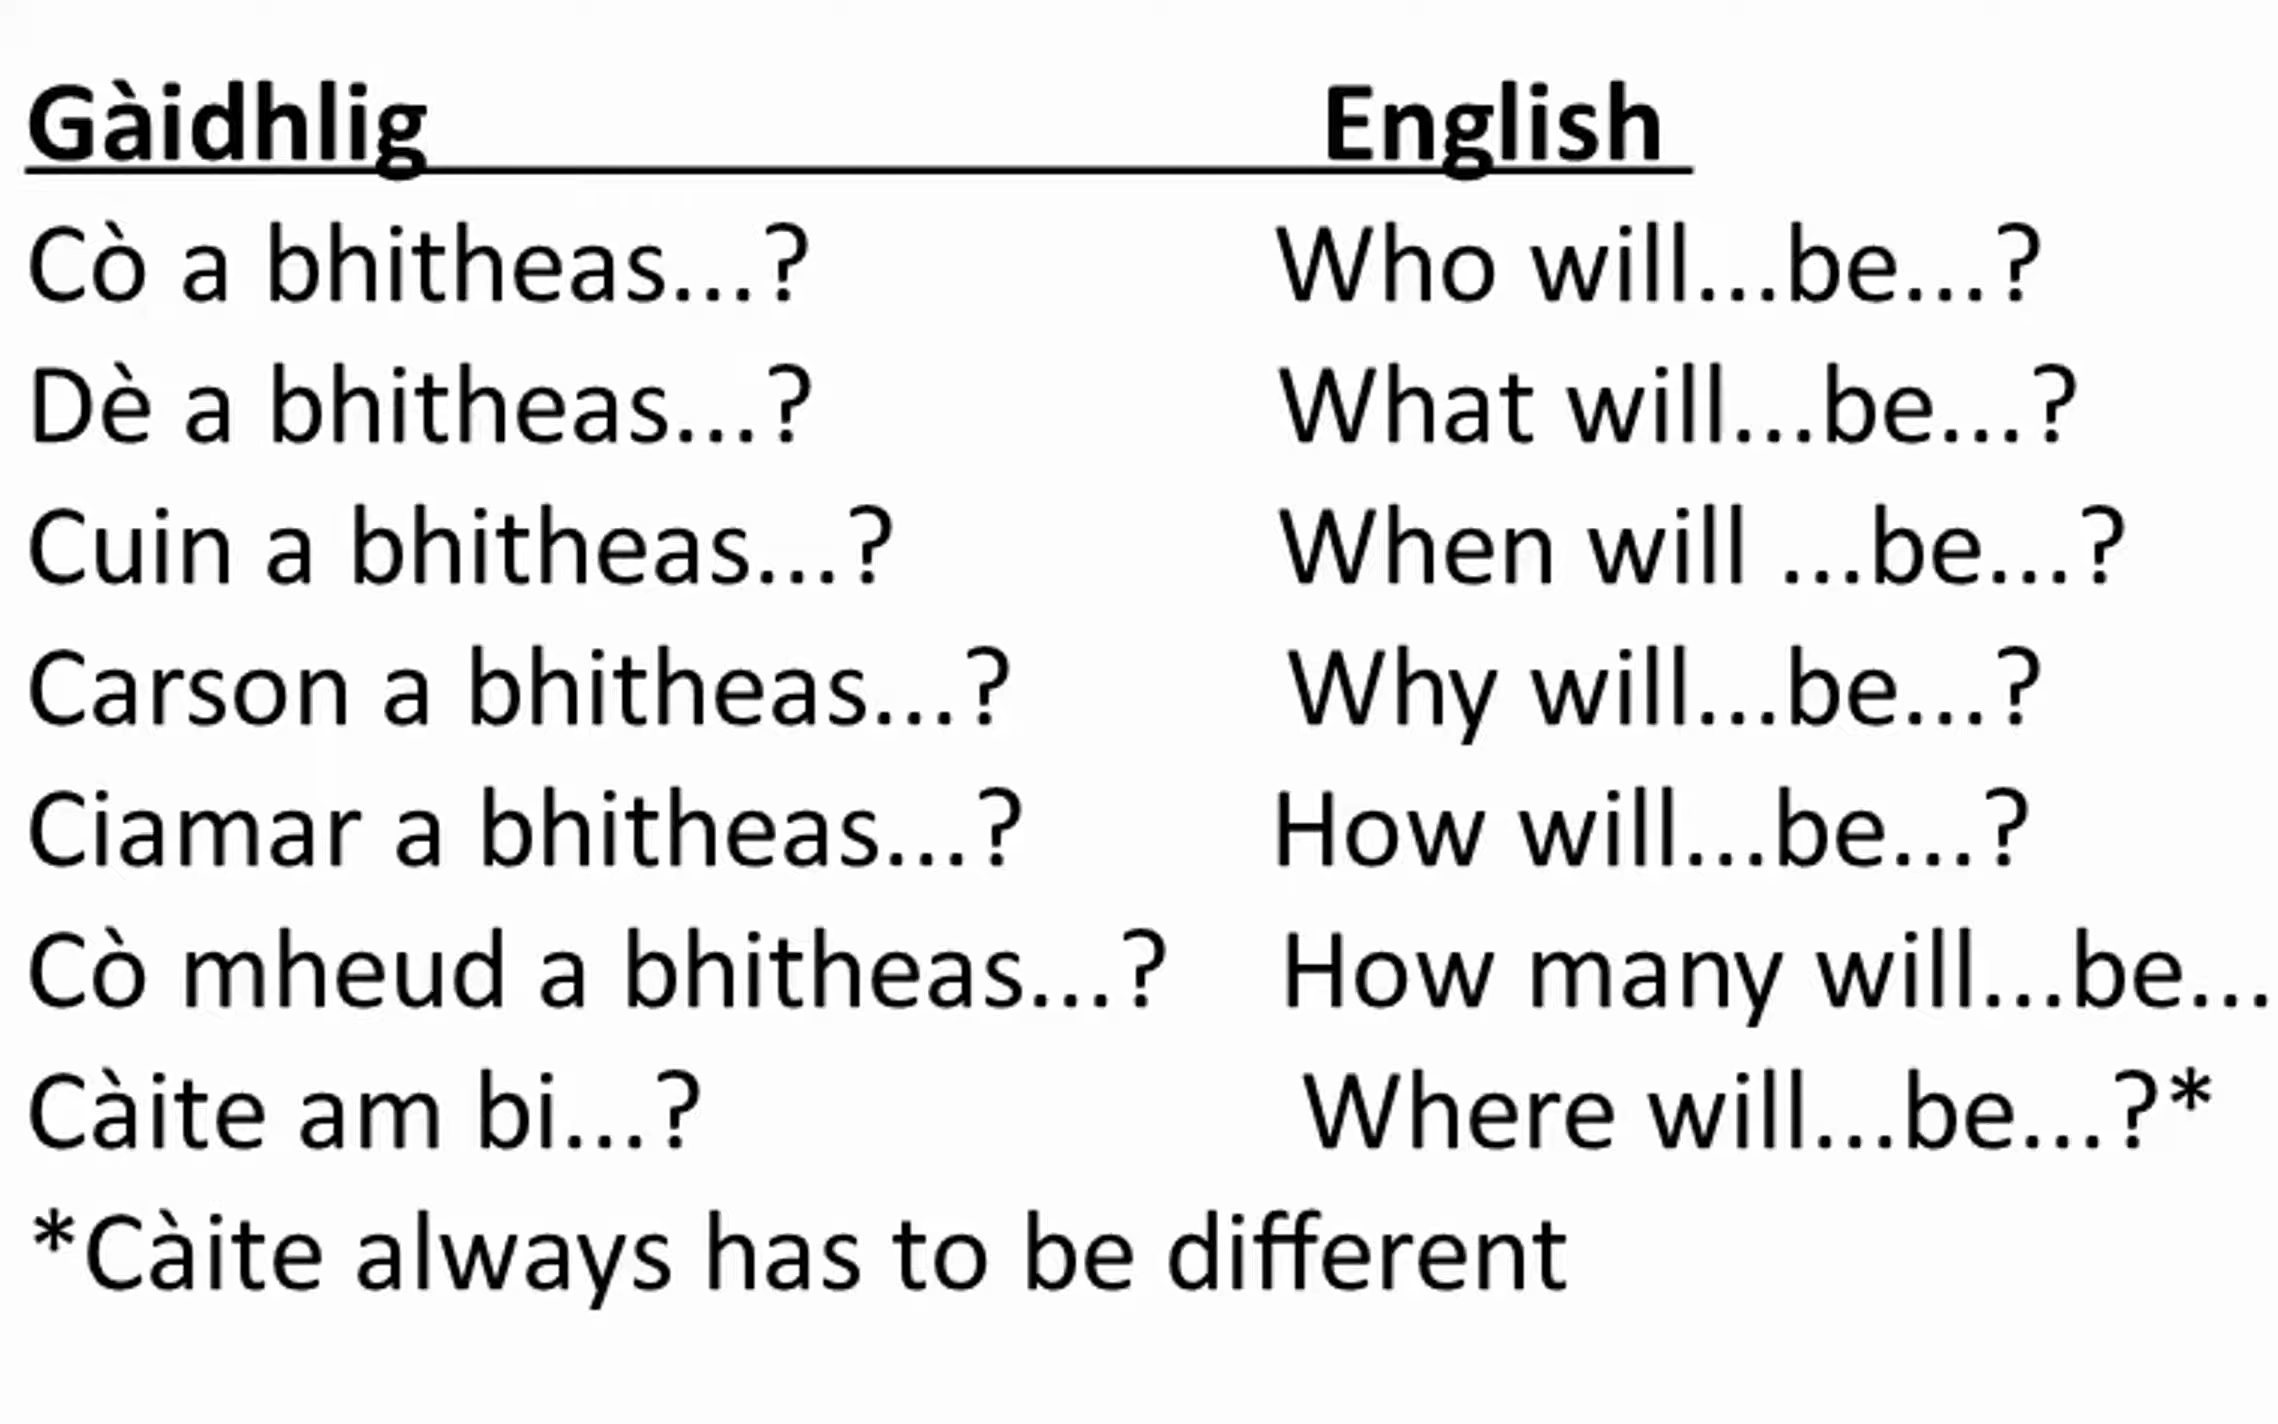 Gàidhlig English
Cò a bhitheas...? Who will...be...?
Dè a bhitheas...? What will...be...?
Cuin a bhitheas...? When will ...be...?
Carson a bhitheas...? Why will...be...?
Ciamar a bhitheas...? How will...be...?
Cò mheud a bhitheas...? How many will...be...
Càite am bi...? Where will...be...?*
*Càite always has to be different